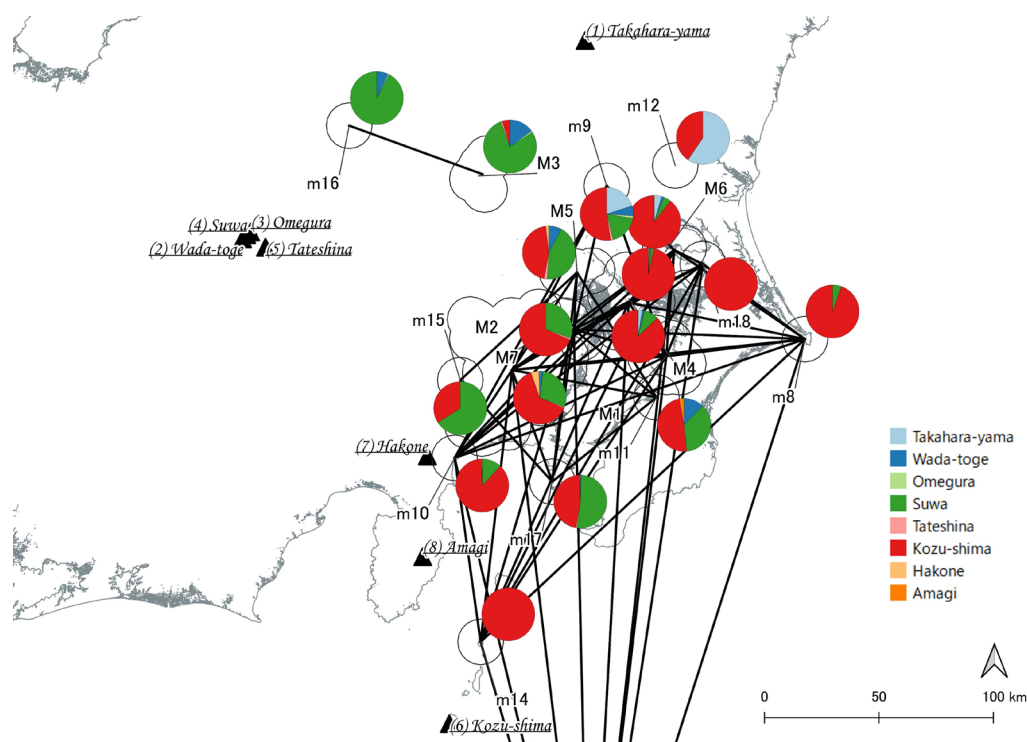 (1) Takahara-yama
m12
m9
M3
m16
M6
M5
(4) Suwa
(3) Omegura
(2) Wada-toge
(5) Tateshina
m15
M2
m18
M7
M4
m8
M1
(7) Hakone
m11
m10
m17
(8) Amagi
m14
(6) Kozu-shima
Takahara-yama
Wada-toge
Omegura
Suwa
Tateshina
Kozu-shima
Hakone
Amagi
0 50 100 km